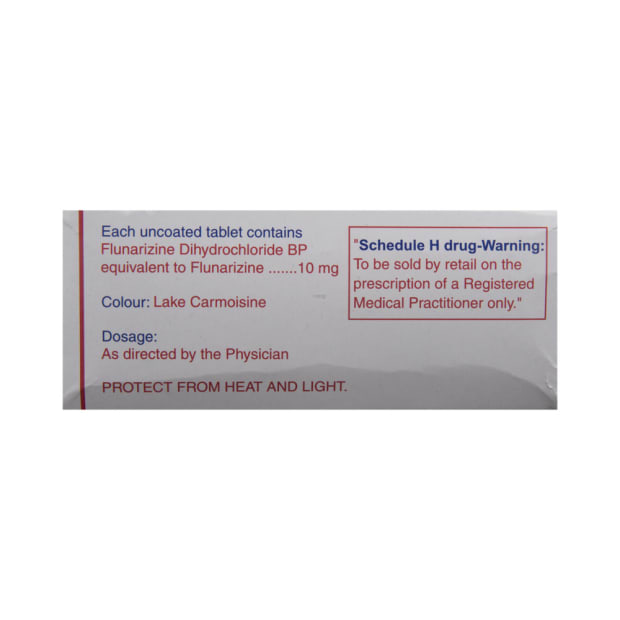 Each uncoated tablet contains
Flunarizine Dihydrochloride BP
equivalent to Flunarizine .......10 mg
Colour: Lake Carmoisine
Dosage:
As directed by the Physician
PROTECT FROM HEAT AND LIGHT.
"Schedule H drug-Warning:
To be sold by retail on the
prescription of a Registered
Medical Practitioner only."